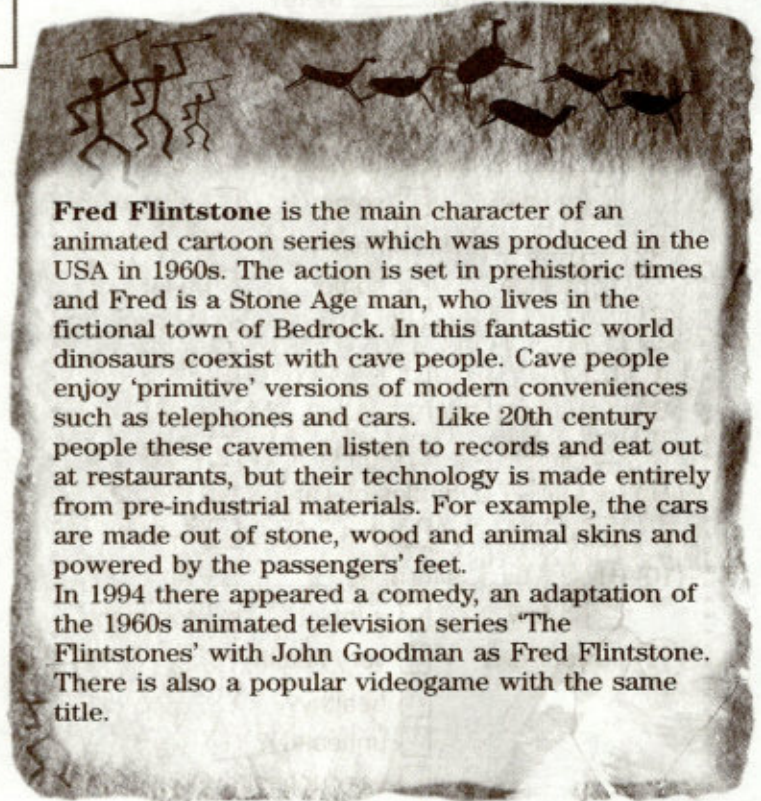 Fred Flintstone is the main character of an
animated cartoon series which was produced in the
USA in 1960s. The action is set in prehistoric times
and Fred is a Stone Age man, who lives in the
fictional town of Bedrock. In this fantastic world
dinosaurs coexist with cave people. Cave people
enjoy ‘primitive’ versions of modern conveniences
such as telephones and cars. Like 20th century
people these cavemen listen to records and eat out
at restaurants, but their technology is made entirely
from pre-industrial materials. For example, the cars
are made out of stone, wood and animal skins and
powered by the passengers’ feet.
In 1994 there appeared a comedy, an adaptation of
the 1960s animated television series ‘The
Flintstones’ with John Goodman as Fred Flintstone.
There is also a popular videogame with the same
title.